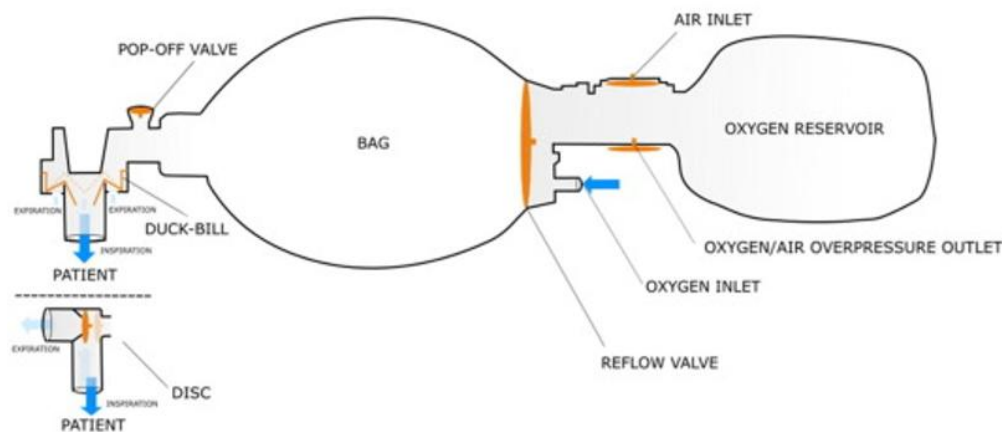 AIR INLET
POP-OFF VALVE
BAG
OXYGEN RESERVOIR
EXPIRATION
EXPIRATION
DUCK-BILL
INSPIRATION
PATIENT
OXYGEN/AIR OVERPRESSURE OUTLET
OXYGEN INLET
REFLOW VALVE
EXPIRATION
DISC
INSPIRATION
PATIENT